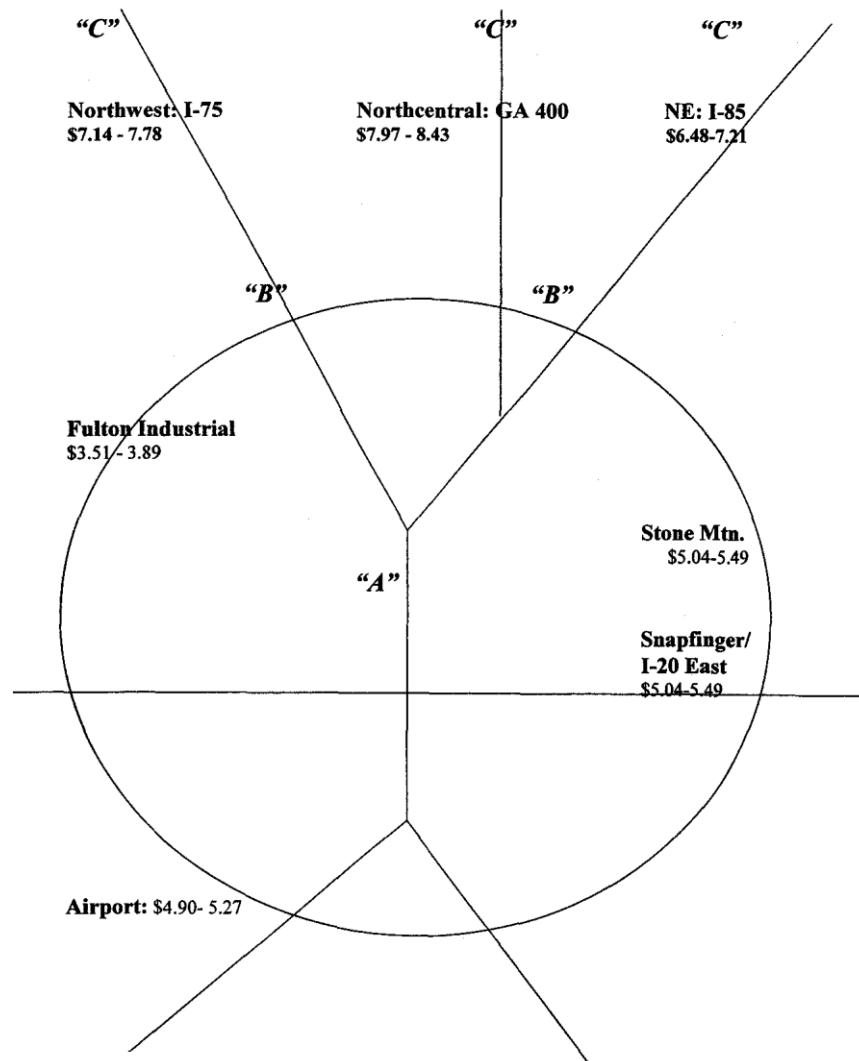 “C”
“C”
“C”
Northwest: I-75
$7.14 - 7.78
Northcentral: GA 400
$7.97 - 8.43
NE: I-85
$6.48-7.21
“B”
“B”
Fulton Industrial
$3.51 - 3.89
Stone Mtn.
$5.04-5.49
“A”
Snapfinger/
I-20 East
$5.04-5.49
Airport: $4.90- 5.27